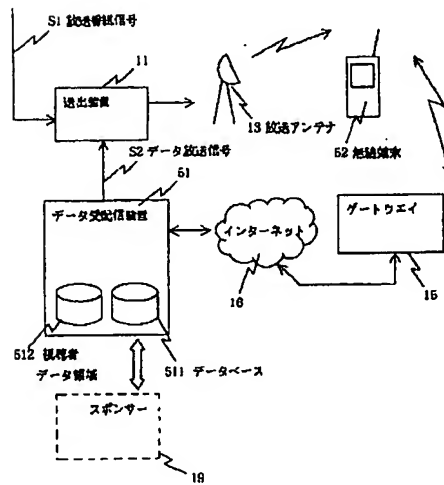 S1 放送番組信号
11
送出装置
13 放送アンテナ
52 無線端末
S2 データ放送信号
51
データ受配信装置
インターネット
ゲートウエイ
16
15
512 視聴者
データ領域
511 データベース
スポンサー
19